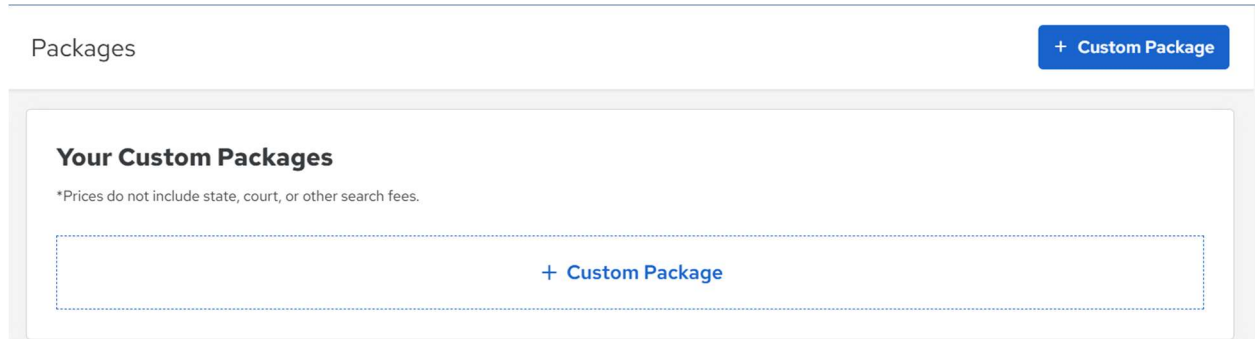 Packages
+ Custom Package
Your Custom Packages
*Prices do not include state, court, or other search fees.
+ Custom Package